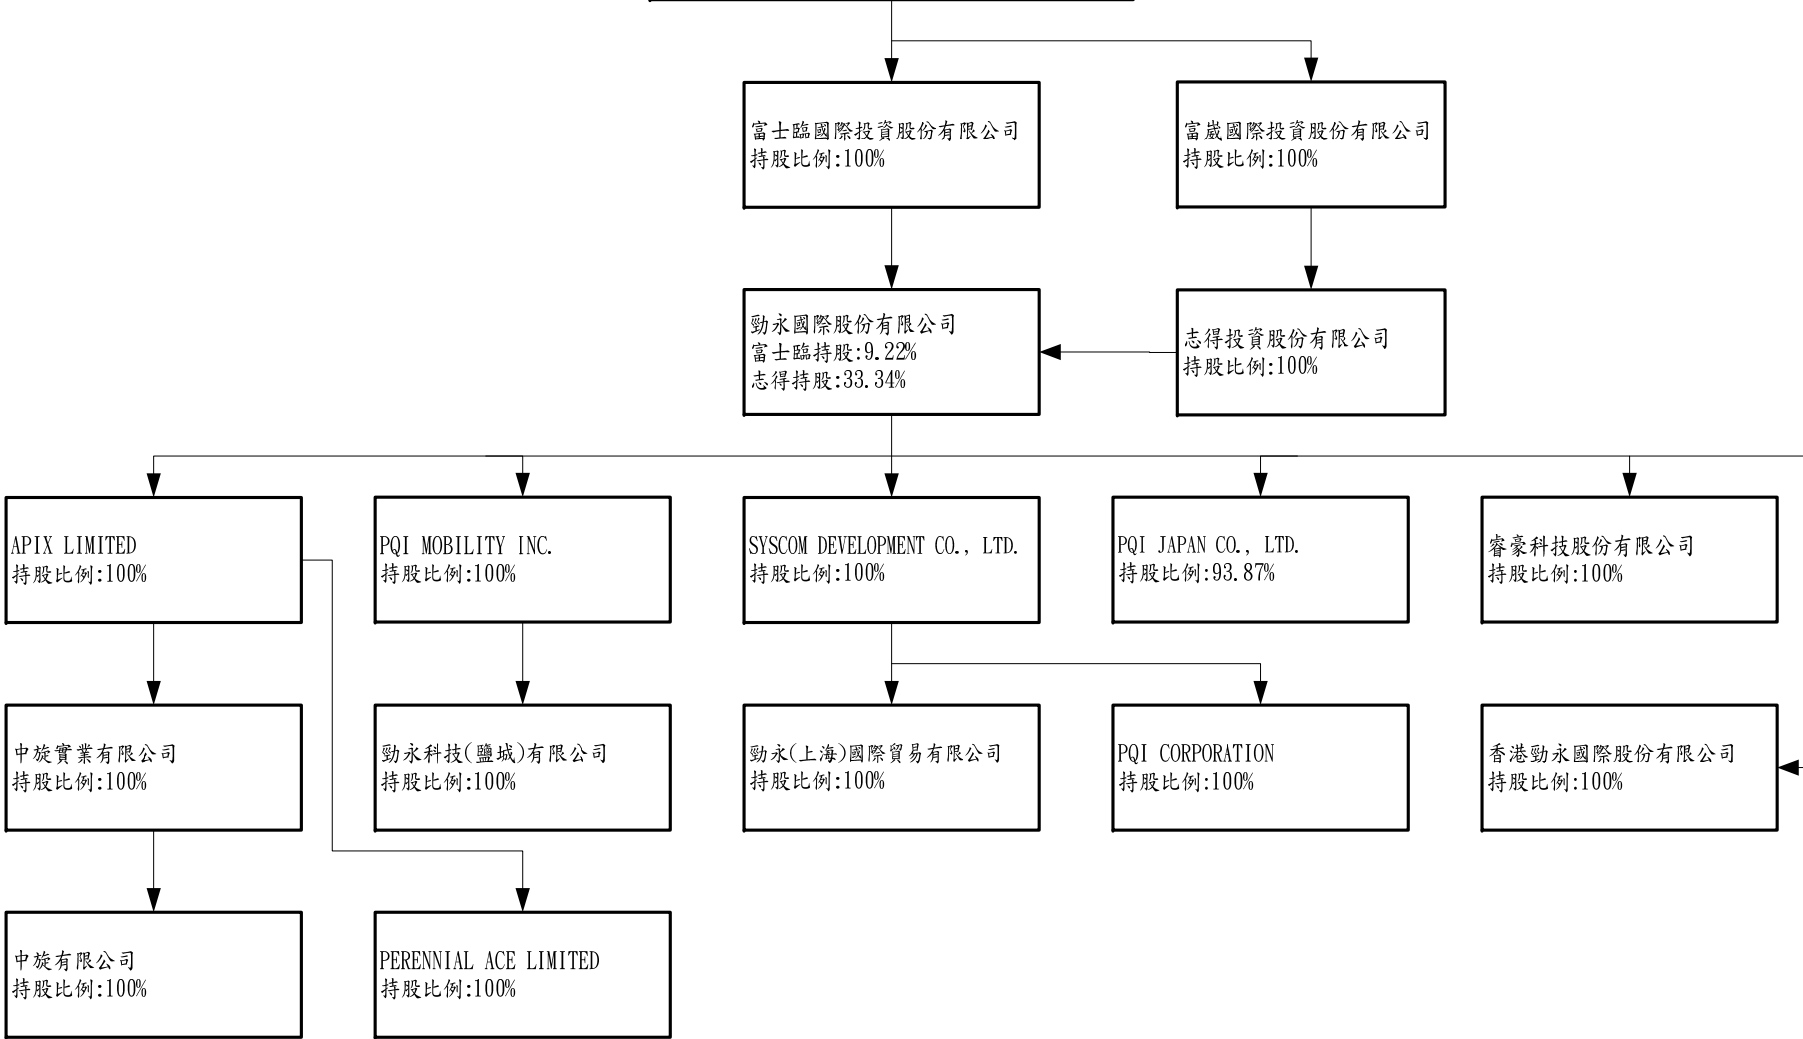 富士臨國際投資股份有限公司
持股比例:100%
富崴國際投資股份有限公司
持股比例:100%
勁永國際股份有限公司
富士臨持股:9.22%
志得持股:33.34%
志得投資股份有限公司
持股比例:100%
APIX LIMITED
持股比例:100%
PQI MOBILITY INC.
持股比例:100%
SYSCOM DEVELOPMENT CO., LTD.
持股比例:100%
PQI JAPAN CO., LTD.
持股比例:93.87%
睿豪科技股份有限公司
持股比例:100%
中旋實業有限公司
持股比例:100%
勁永科技(鹽城)有限公司
持股比例:100%
勁永(上海)國際貿易有限公司
持股比例:100%
PQI CORPORATION
持股比例:100%
香港勁永國際股份有限公司
持股比例:100%
中旋有限公司
持股比例:100%
PERENNIAL ACE LIMITED
持股比例:100%